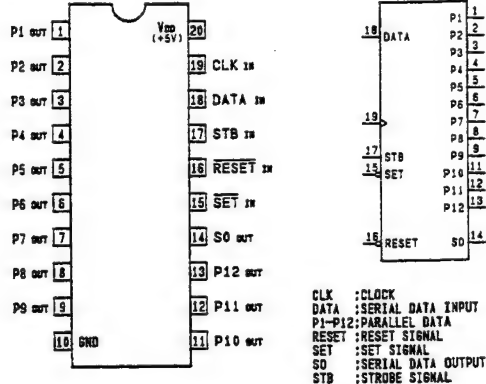 P1 OUT 1
P2 OUT 2
P3 OUT 3
P4 OUT 4
P5 OUT 5
P6 OUT 6
P7 OUT 7
P8 OUT 8
P9 OUT 9
10 GND
VDD 20
(+5V)
19 CLK IN
18 DATA IN
17 STB IN
16 RESET IN
15 SET IN
14 SO OUT
13 P12 OUT
12 P11 OUT
11 P10 OUT
18 DATA
19
17 STB
15 SET
16 RESET
P1 1
P2 2
P3 3
P4 4
P5 5
P6 6
P7 7
P8 8
P9 9
P10 11
P11 12
P12 13
SO 14
CLK :CLOCK
DATA :SERIAL DATA INPUT
P1-P12:PARALLEL DATA
RESET :RESET SIGNAL
SET :SET SIGNAL
SO :SERIAL DATA OUTPUT
STB :STROBE SIGNAL